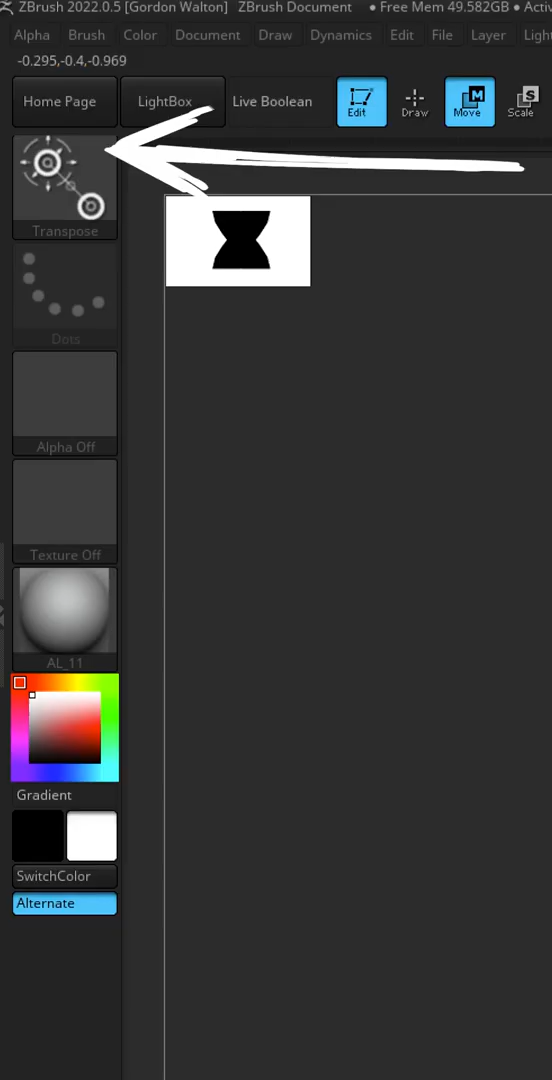 ZBrush 2022.0.5 [Gordon Walton] ZBrush Document ● Free Mem 49.582GB ● Activ
Alpha Brush Color Document Draw Dynamics Edit File Layer Light
-0.295,-0.4,-0.969
Home Page LightBox Live Boolean Edit Draw Move Scale
M S
Transpose
Dots
Alpha Off
Texture Off
AL_11
Gradient
SwitchColor
Alternate